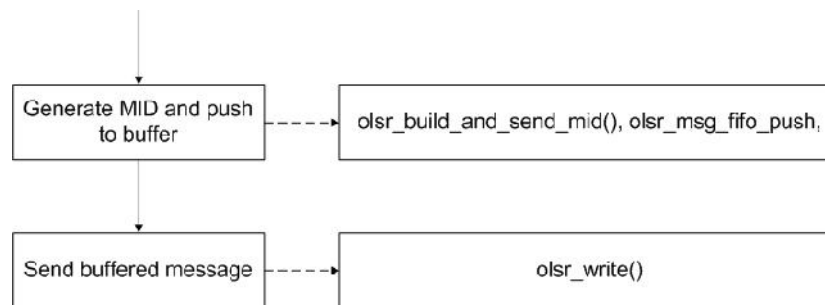 Generate MID and push
to buffer
olsr_build_and_send_mid(), olsr_msg_fifo_push,
Send buffered message
olsr_write()